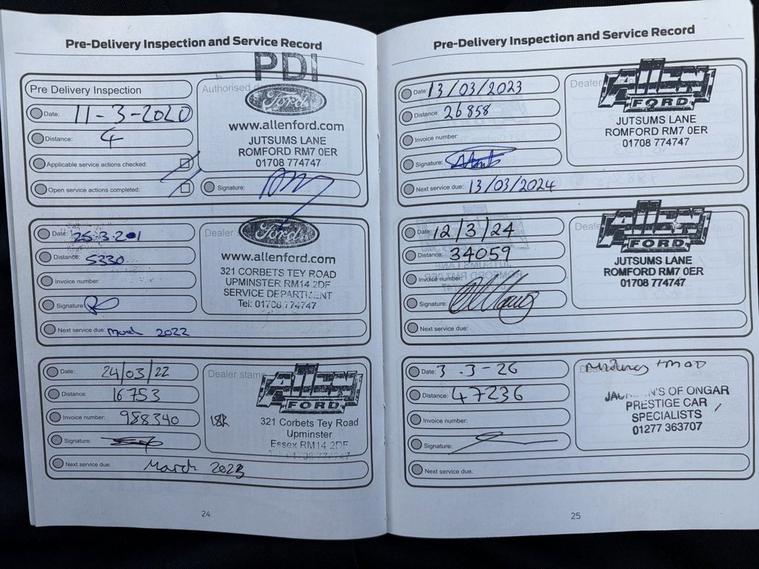 Pre-Delivery Inspection and Service Record
PDI
Pre Delivery Inspection
Authorised
Ford
www.allenford.com
JUTSUMS LANE
ROMFORD RM7 0ER
01708 774747
Date: 11-3-2020
Distance: 4
Applicable service actions checked:
Open service actions completed:
Signature:
Date: 25.3.201
Distance: 5330
Invoice number:
Signature:
Next service due: March 2022
Dealer
Ford
www.allenford.com
321 CORBETS TEY ROAD
UPMINSTER RM14 2DF
SERVICE DEPARTMENT
Tel: 01708 774747
Date: 24/03/22
Distance: 16753
Invoice number: 988340
Signature:
Next service due: March 2023
Dealer stamp
ALLEN
FORD
321 Corbets Tey Road
Upminster
Essex RM14 2DF
24
Pre-Delivery Inspection and Service Record
Date: 13/03/2023
Distance: 26858
Invoice number:
Signature:
Next service due: 13/03/2024
Dealer
ALLEN
FORD
JUTSUMS LANE
ROMFORD RM7 0ER
01708 774747
Date: 12/3/24
Distance: 34059
Invoice number:
Signature:
Next service due:
ALLEN
FORD
JUTSUMS LANE
ROMFORD RM7 0ER
01708 774747
Date: 3.3-26
Distance: 47236
Invoice number:
Signature:
Next service due:
OF ONGAR
PRESTIGE CAR
SPECIALISTS
01277 363707
25